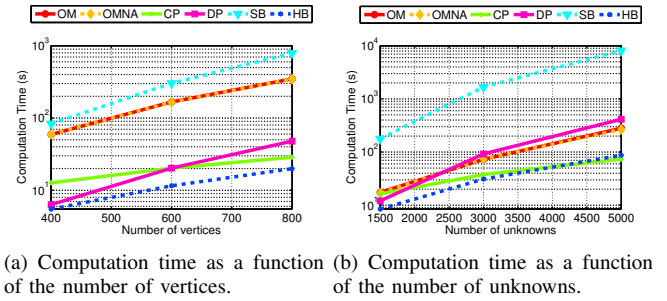 OM OMNA CP DP SB HB
OM OMNA CP DP SB HB
Computation Time (s)
10^3
10^2
10^1
400 500 600 700 800
Number of vertices
Computation Time (s)
10^4
10^3
10^2
10^1
1500 2000 2500 3000 3500 4000 4500 5000
Number of unknowns
(a) Computation time as a function
of the number of vertices.
(b) Computation time as a function
of the number of unknowns.